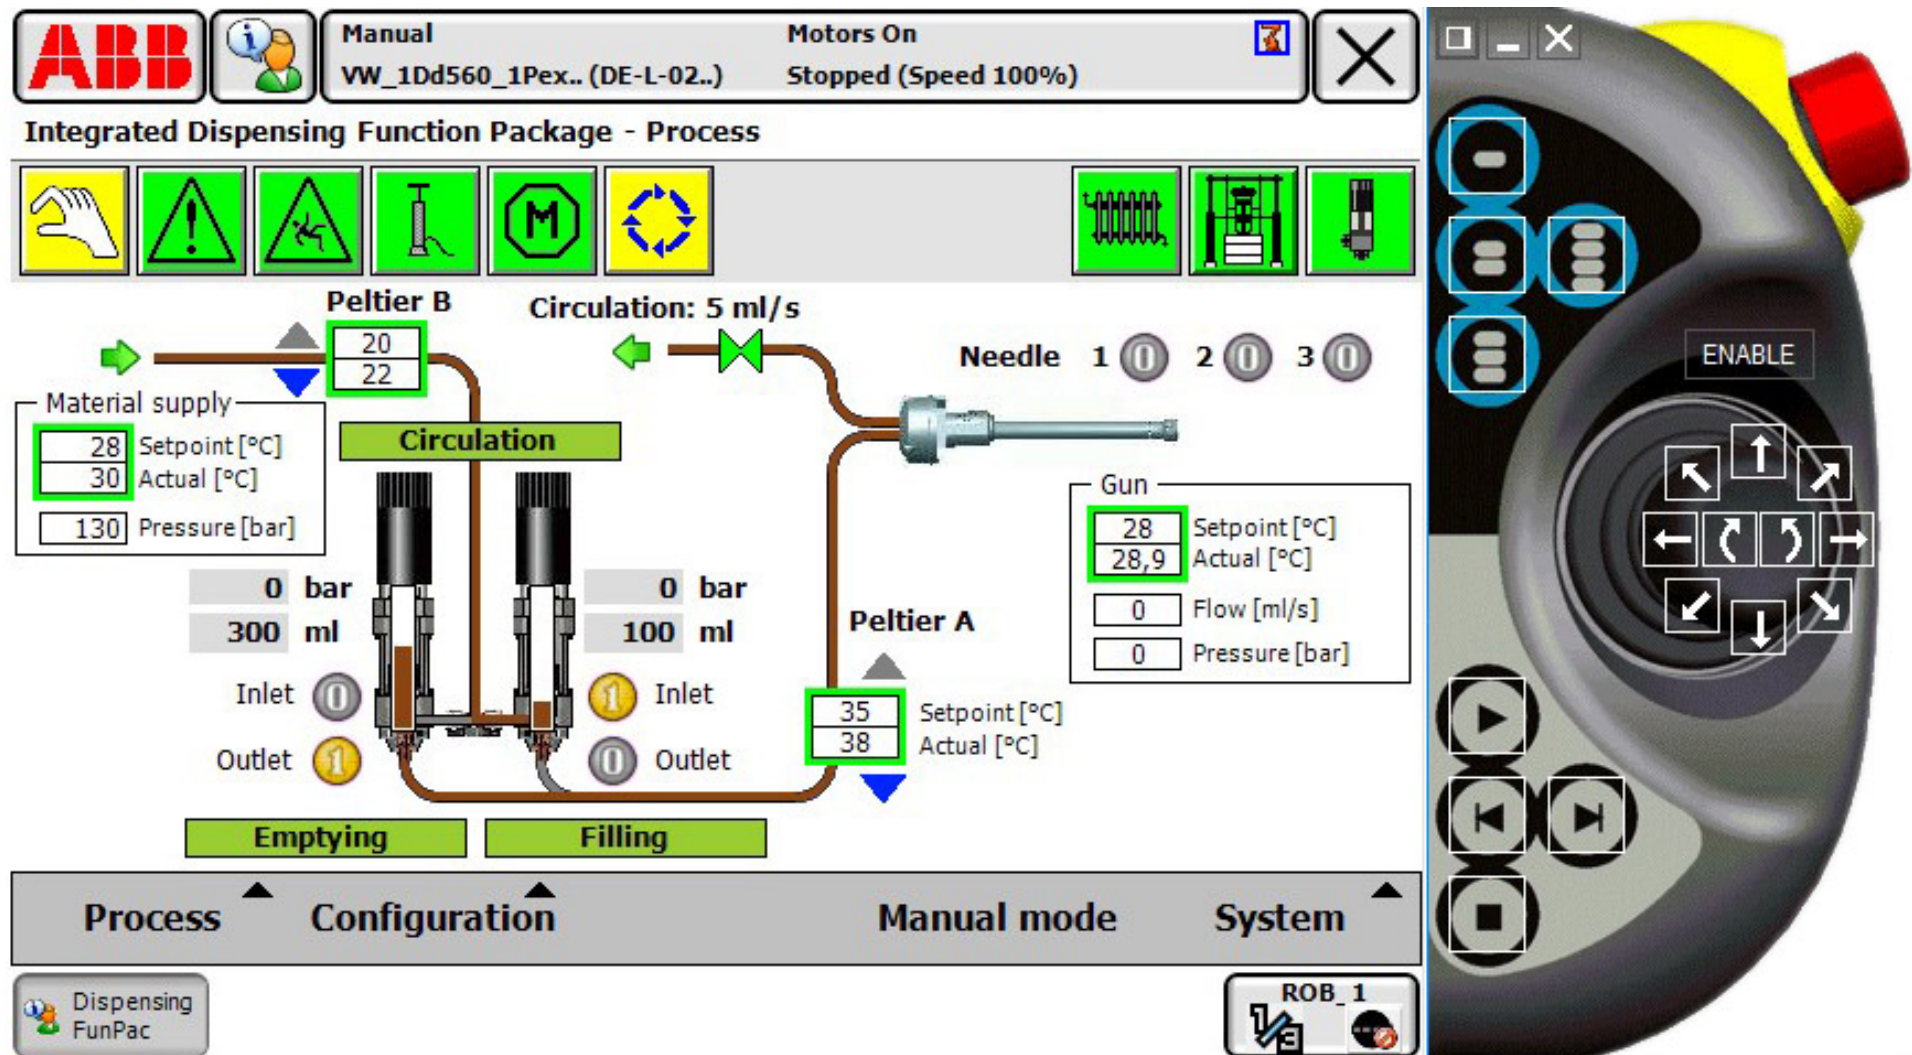 ABB
Manual
Motors On
VW_1Dd560_1Pex.. (DE-L-02..)
Stopped (Speed 100%)
Integrated Dispensing Function Package - Process
M
Peltier B
20
22
Circulation: 5 ml/s
Needle 1 0 2 0 3 0
Material supply
28 Setpoint [°C]
30 Actual [°C]
130 Pressure [bar]
Circulation
Gun
28 Setpoint [°C]
28,9 Actual [°C]
0 Flow [ml/s]
0 Pressure [bar]
0 bar
300 ml
0 bar
100 ml
Inlet 0
Outlet 1
1 Inlet
0 Outlet
Peltier A
35 Setpoint [°C]
38 Actual [°C]
Emptying
Filling
Process
Configuration
Manual mode
System
Dispensing
FunPac
ROB_1
1/3
ENABLE